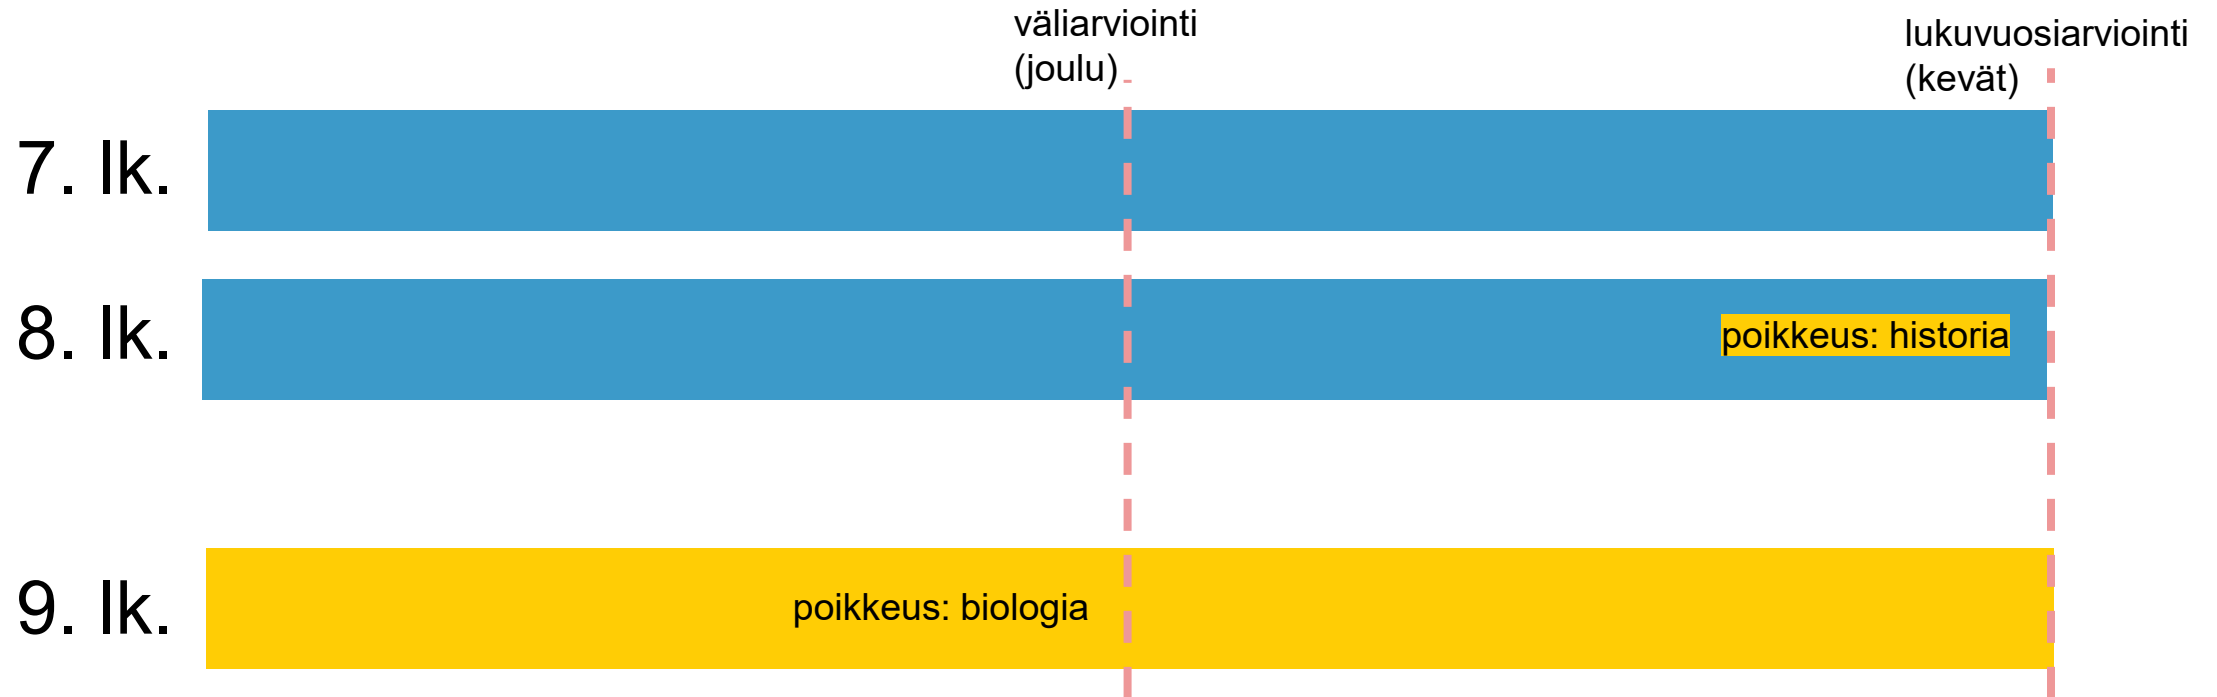 väliarviointi
(joulu)
lukuvuosiarviointi
(kevät)
7. lk.
8. lk.
poikkeus: historia
9. lk.
poikkeus: biologia